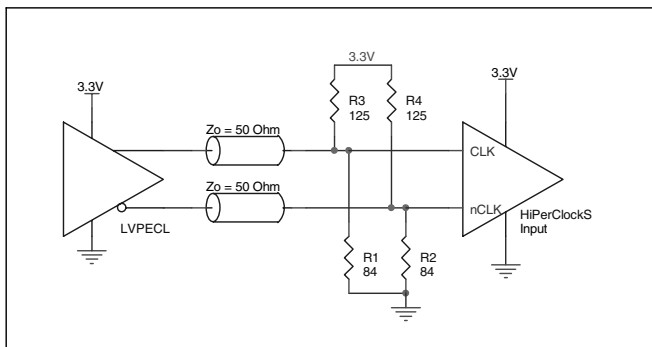 3.3V
3.3V
3.3V
R3
125
R4
125
Zo = 50 Ohm
CLK
Zo = 50 Ohm
nCLK
HiPerClockS
Input
LVPECL
R1
84
R2
84